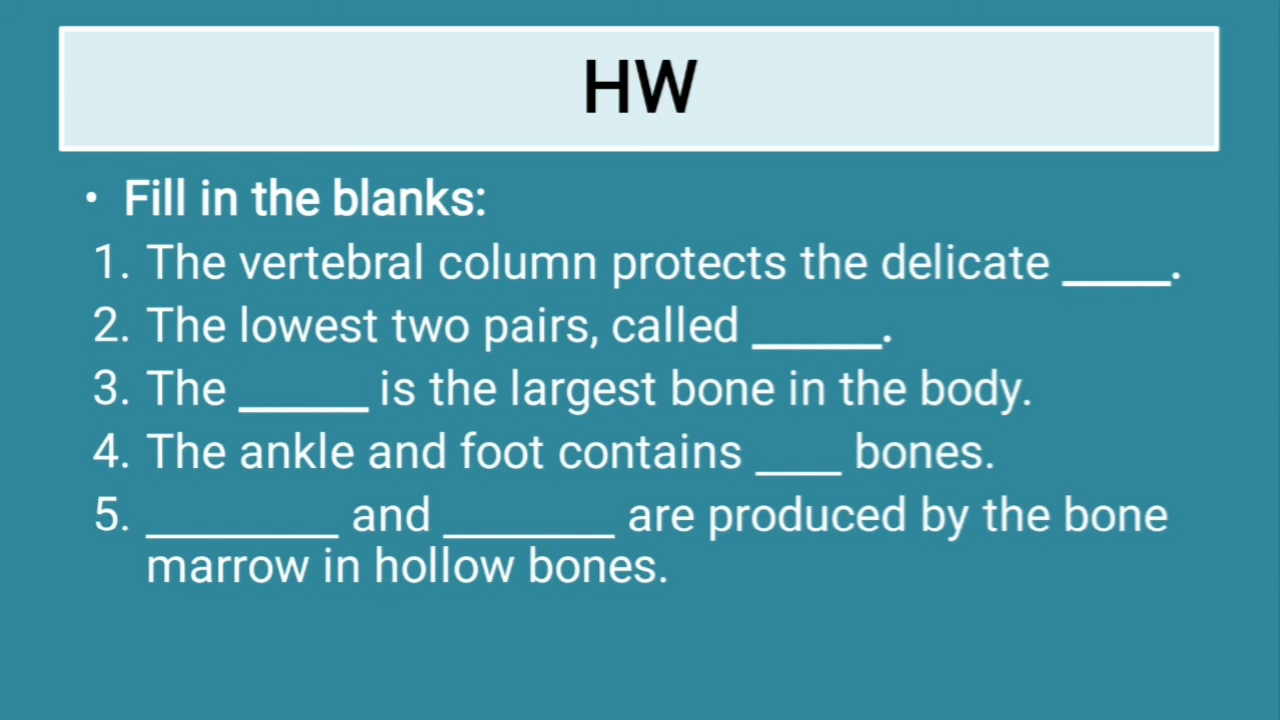 HW
• Fill in the blanks:
1. The vertebral column protects the delicate _____.
2. The lowest two pairs, called ______.
3. The ______ is the largest bone in the body.
4. The ankle and foot contains ____ bones.
5. _________ and ________ are produced by the bone
marrow in hollow bones.